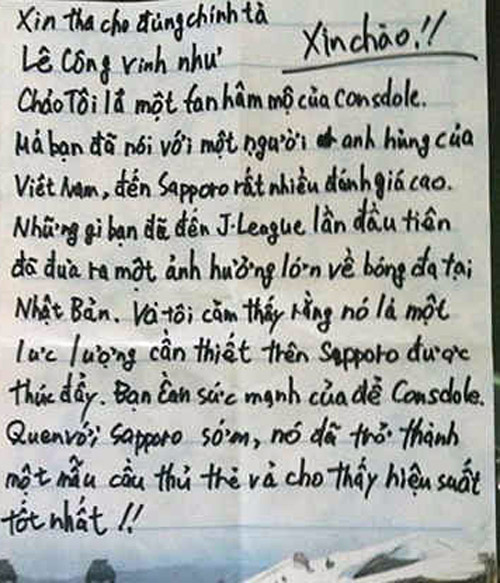 Xin tha cho đúng chính tả
Xin chào.!!
Lê Công Vinh như
Chảo Tôi lả một fan hâm mộ của Consdole.
Mà bạn đã nói với một người anh hùng của
Việt Nam, đến Sapporo rất nhiều đánh giá cao.
Những gì bạn đã đến J-League lần đầu tiên
đã đưa ra một ảnh hưởng lớn về bóng đá tại
Nhật Bản. Và tôi cảm thấy rằng nó là một
lực lượng cần thiết trên Sapporo được
thúc đẩy. Bạn cần sức mạnh của để Consdole.
Quen với Sapporo sớm, nó đã trở thành
một mẫu cầu thủ trẻ và cho thấy hiệu suất
tốt nhất !!